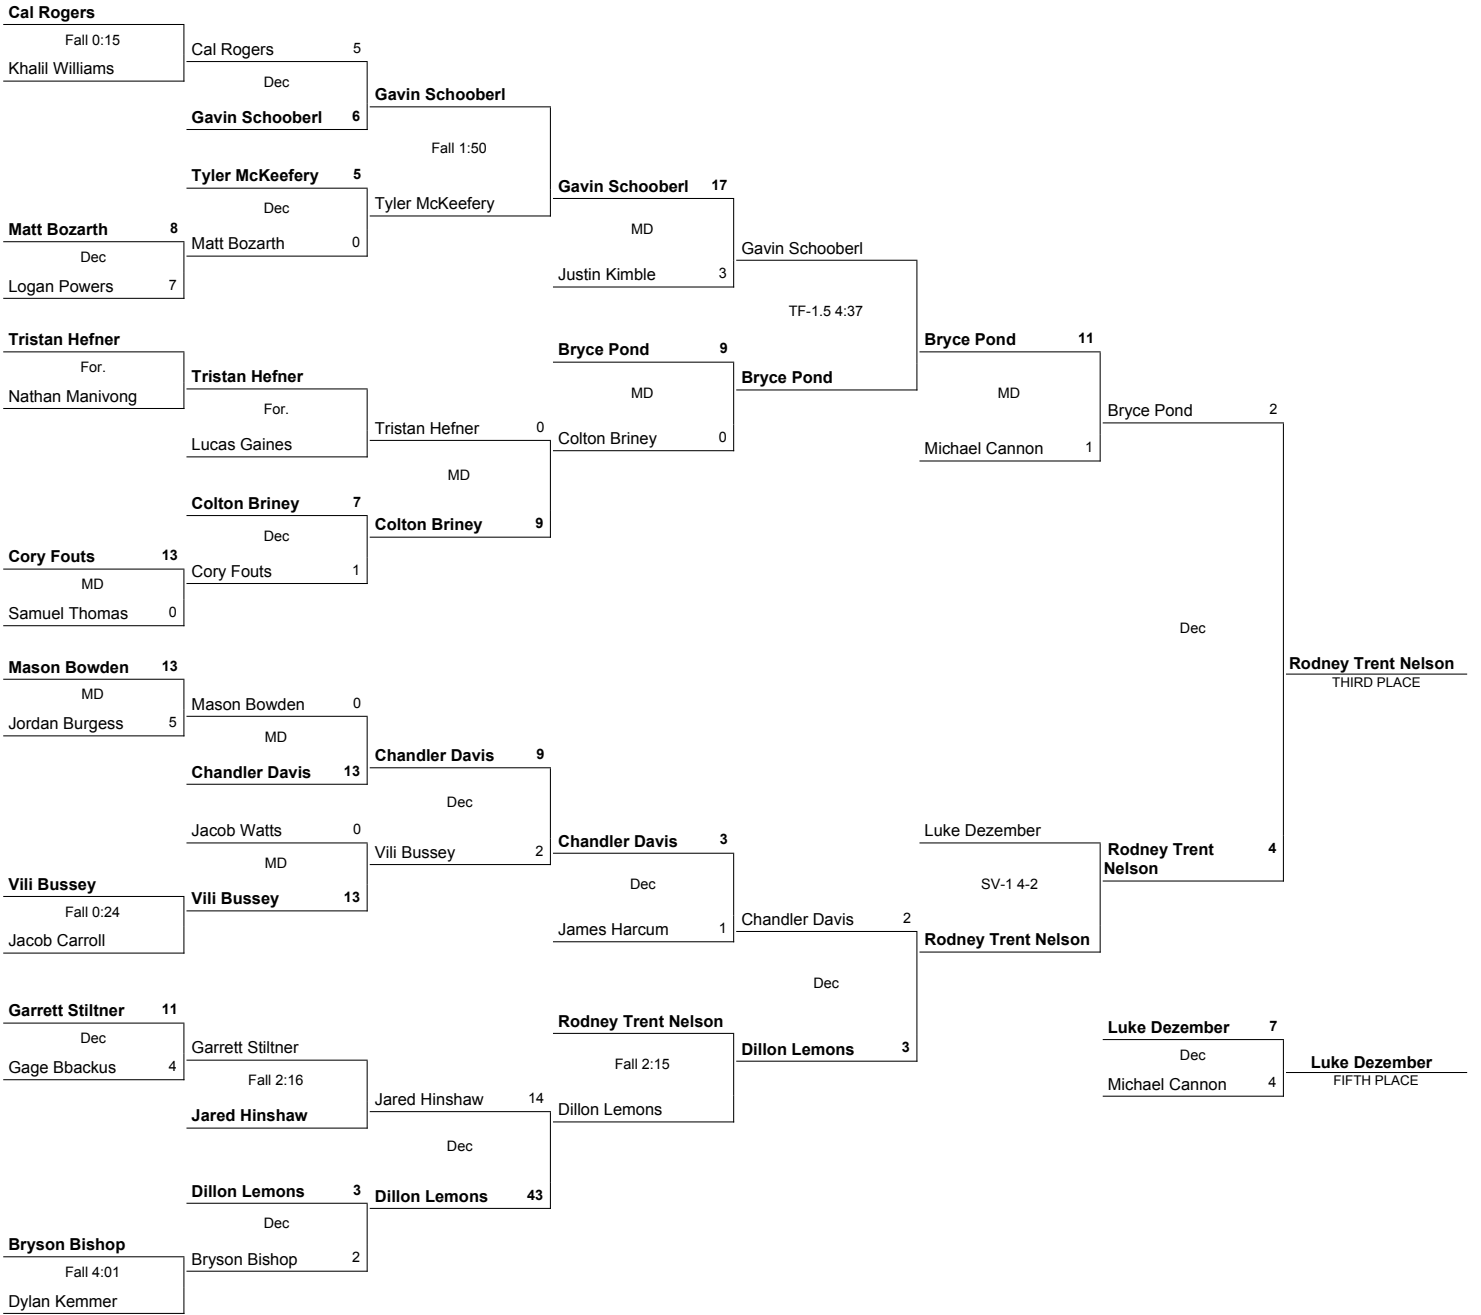 Cal Rogers
Fall 0:15
Khalil Williams
Matt Bozarth 8
Dec
Logan Powers 7
Tristan Hefner
For.
Nathan Manivong
Cory Fouts 13
MD
Samuel Thomas 0
Mason Bowden 13
MD
Jordan Burgess 5
Vili Bussey
Fall 0:24
Jacob Carroll
Garrett Stiltner 11
Dec
Gage Bbackus 4
Bryson Bishop
Fall 4:01
Dylan Kemmer
Cal Rogers 5
Dec
Gavin Schooberl 6
Tyler McKeefery 5
Dec
Matt Bozarth 0
Tristan Hefner
For.
Lucas Gaines
Colton Briney 7
Dec
Cory Fouts 1
Mason Bowden 0
MD
Chandler Davis 13
Jacob Watts 0
MD
Vili Bussey 13
Garrett Stiltner
Fall 2:16
Jared Hinshaw
Dillon Lemons 3
Dec
Bryson Bishop 2
Gavin Schooberl
Fall 1:50
Tyler McKeefery
Tristan Hefner 0
MD
Colton Briney 9
Chandler Davis 9
Dec
Vili Bussey 2
Jared Hinshaw 14
Dec
Dillon Lemons 43
Gavin Schooberl 17
MD
Justin Kimble 3
Bryce Pond 9
MD
Colton Briney 0
Chandler Davis 3
Dec
James Harcum 1
Rodney Trent Nelson
Fall 2:15
Dillon Lemons
Gavin Schooberl
TF-1.5 4:37
Bryce Pond
Chandler Davis 2
Dec
Dillon Lemons 3
Bryce Pond 11
MD
Michael Cannon 1
Luke Dezember
SV-1 4-2
Rodney Trent Nelson
Bryce Pond 2
Dec
Rodney Trent 4
Nelson
Rodney Trent Nelson
THIRD PLACE
Luke Dezember 7
Dec
Michael Cannon 4
Luke Dezember
FIFTH PLACE